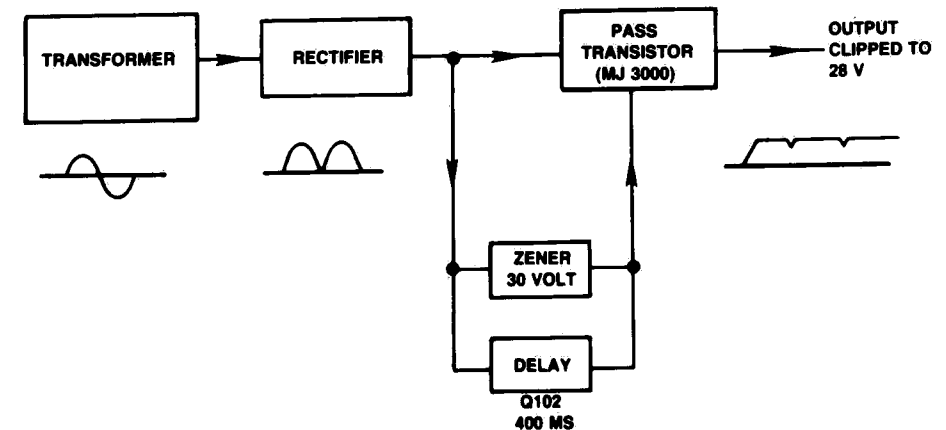 TRANSFORMER
RECTIFIER
PASS
TRANSISTOR
(MJ 3000)
OUTPUT
CLIPPED TO
28 V
ZENER
30 VOLT
DELAY
Q102
400 MS